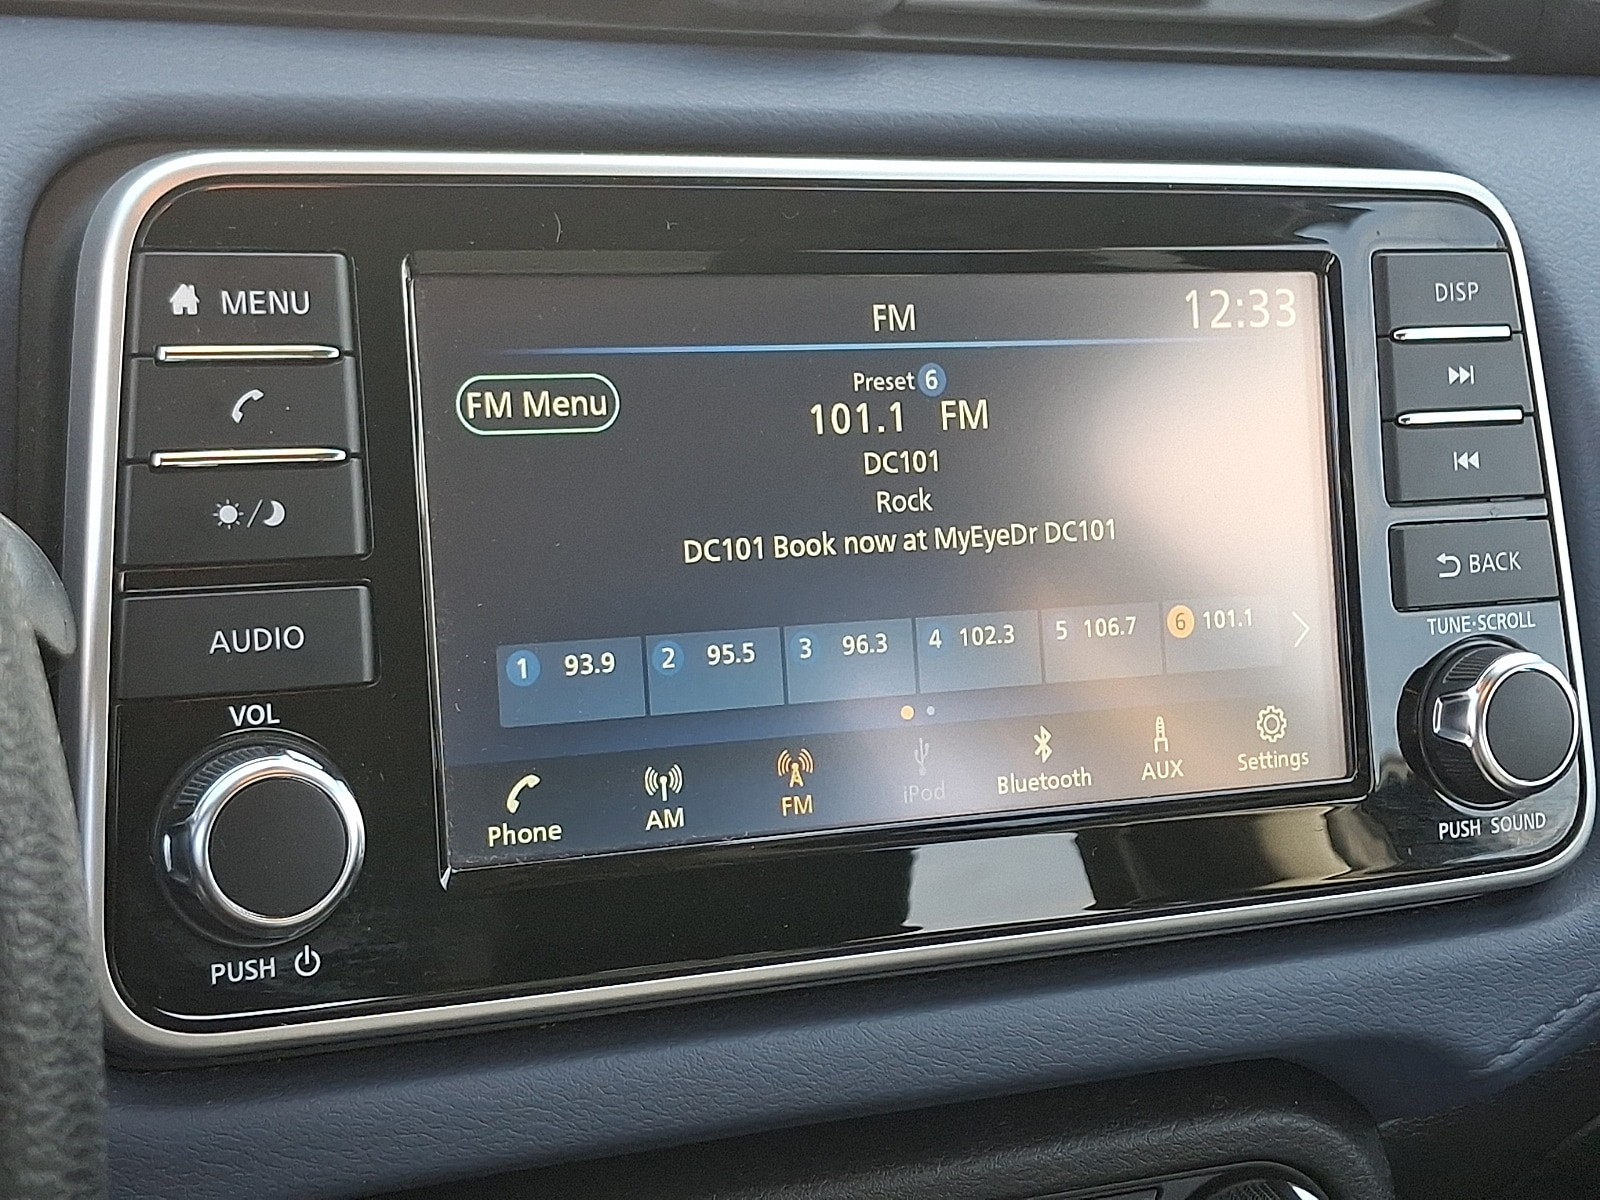 MENU
AUDIO
VOL
PUSH
FM
12:33
FM Menu
Preset 6
101.1 FM
DC101
Rock
DC101 Book now at MyEyeDr DC101
1 93.9
2 95.5
3 96.3
4 102.3
5 106.7
6 101.1
Phone
AM
FM
iPod
Bluetooth
AUX
Settings
DISP
BACK
TUNE·SCROLL
PUSH SOUND